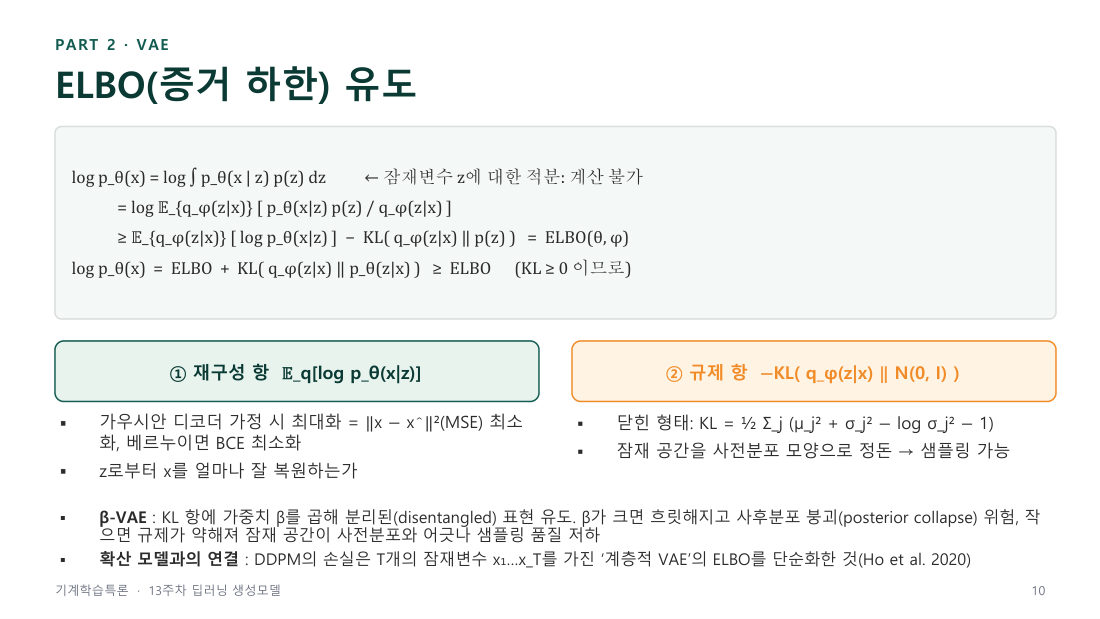 PART 2 · VAE
ELBO(증거 하한) 유도
log p_θ(x) = log ∫ p_θ(x | z) p(z) dz ← 잠재변수 z에 대한 적분: 계산 불가
= log 𝔼_{q_φ(z|x)} [ p_θ(x|z) p(z) / q_φ(z|x) ]
≥ 𝔼_{q_φ(z|x)} [ log p_θ(x|z) ] − KL( q_φ(z|x) ‖ p(z) ) = ELBO(θ, φ)
log p_θ(x) = ELBO + KL( q_φ(z|x) ‖ p_θ(z|x) ) ≥ ELBO (KL ≥ 0 이므로)
① 재구성 항 𝔼_q[log p_θ(x|z)]
▪ 가우시안 디코더 가정 시 최대화 = ‖x − xˆ‖²(MSE) 최소
화, 베르누이면 BCE 최소화
▪ z로부터 x를 얼마나 잘 복원하는가
② 규제 항 −KL( q_φ(z|x) ‖ N(0, I) )
▪ 닫힌 형태: KL = ½ Σ_j (μ_j² + σ_j² − log σ_j² − 1)
▪ 잠재 공간을 사전분포 모양으로 정돈 → 샘플링 가능
▪ β-VAE : KL 항에 가중치 β를 곱해 분리된(disentangled) 표현 유도. β가 크면 흐릿해지고 사후분포 붕괴(posterior collapse) 위험, 작
으면 규제가 약해져 잠재 공간이 사전분포와 어긋나 샘플링 품질 저하
▪ 확산 모델과의 연결 : DDPM의 손실은 T개의 잠재변수 x₁…x_T를 가진 ‘계층적 VAE’의 ELBO를 단순화한 것(Ho et al. 2020)
기계학습특론 · 13주차 딥러닝 생성모델
10